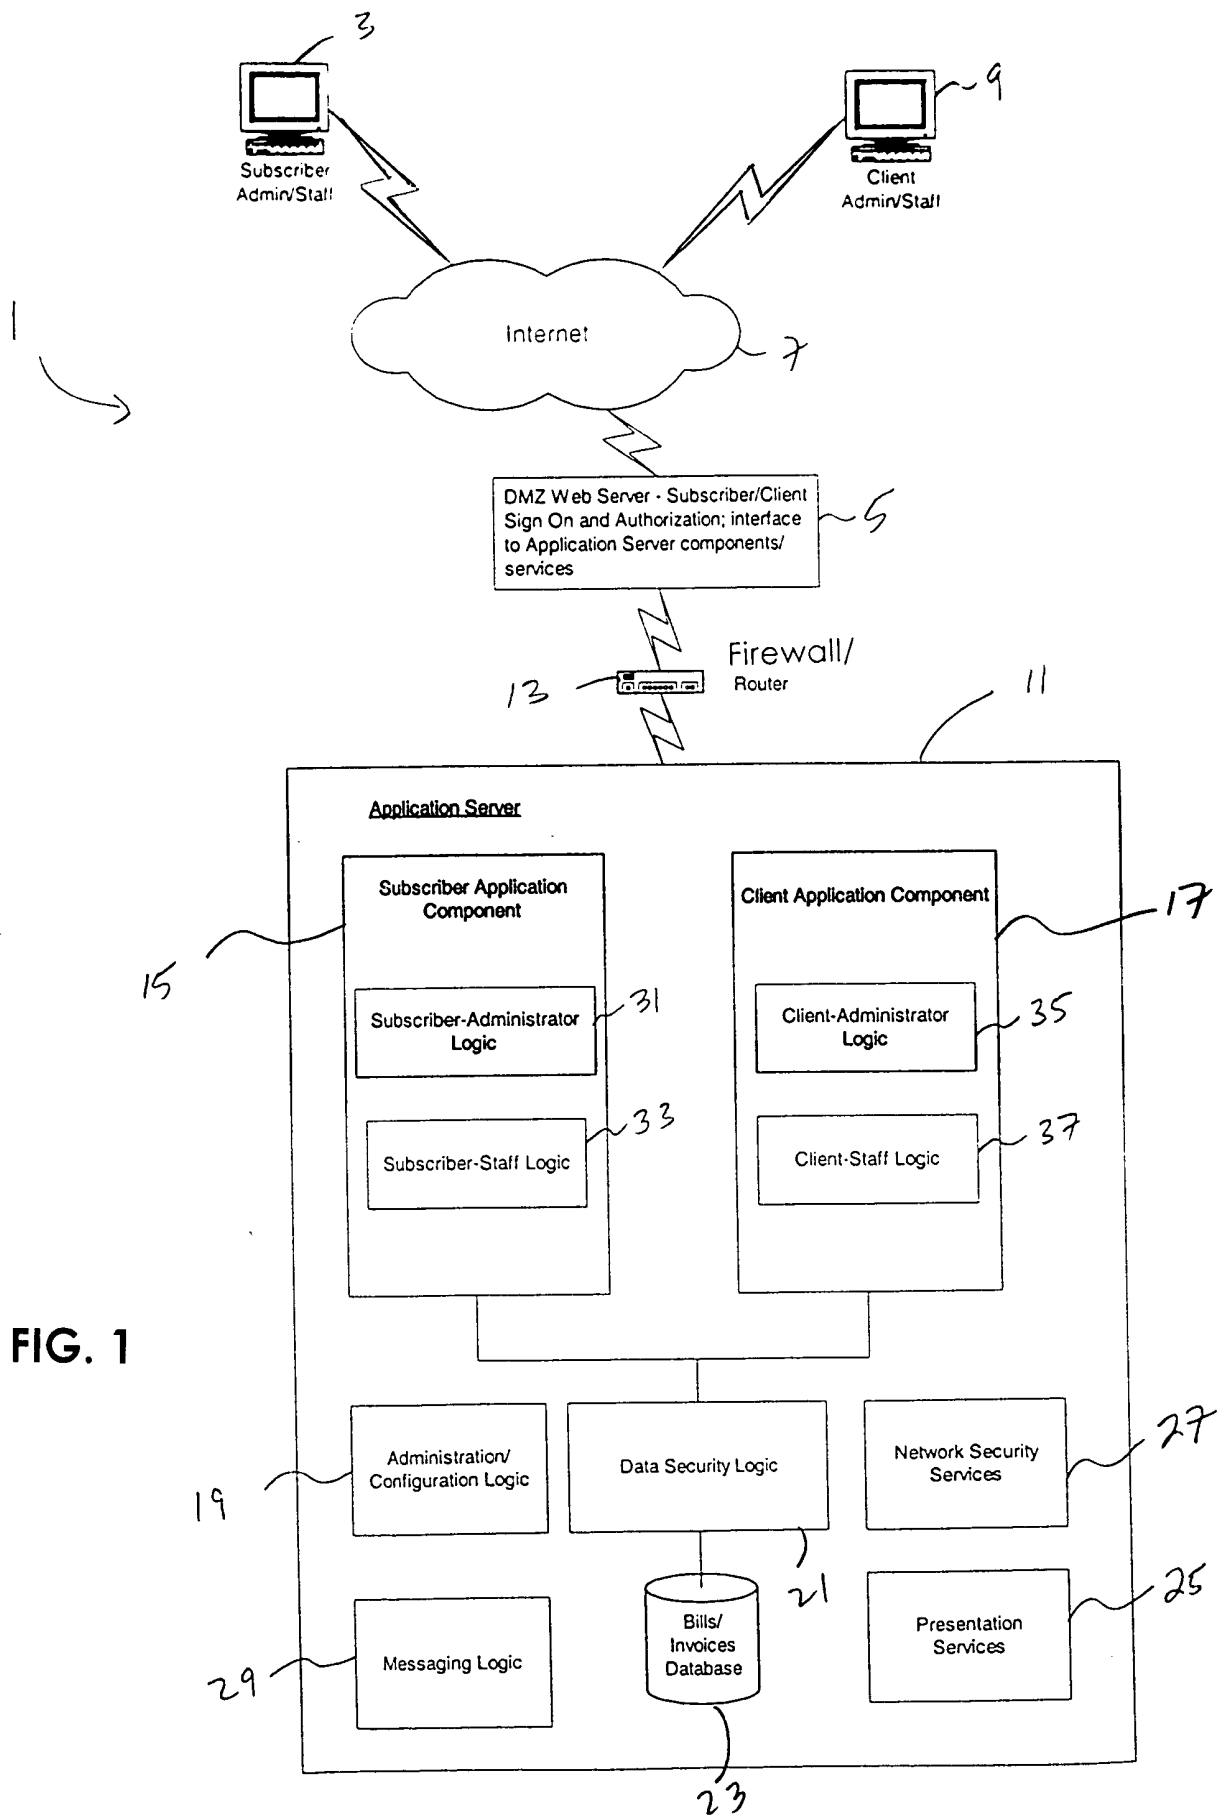 3
9
Subscriber
Admin/Staff
Client
Admin/Staff
1
Internet
7
DMZ Web Server - Subscriber/Client
Sign On and Authorization; interface
to Application Server components/
services
5
Firewall/
Router
13
11
Application Server
Subscriber Application
Component
Client Application Component
17
15
Subscriber-Administrator
Logic
31
Client-Administrator
Logic
35
Subscriber-Staff Logic
33
Client-Staff Logic
37
FIG. 1
Administration/
Configuration Logic
19
Data Security Logic
21
Network Security
Services
27
Messaging Logic
29
Bills/
Invoices
Database
23
Presentation
Services
25